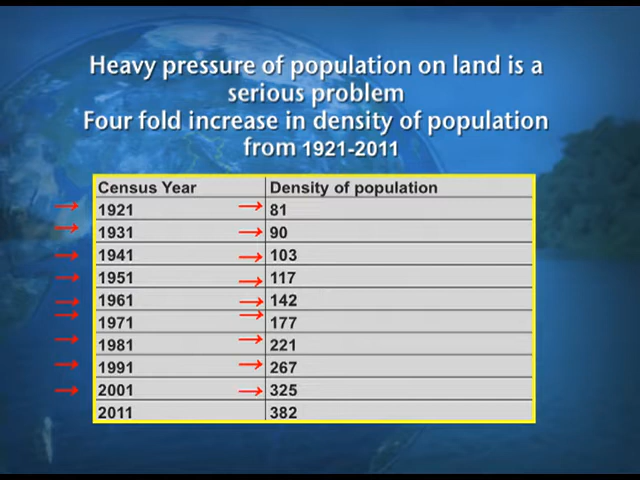 Heavy pressure of population on land is a
serious problem
Four fold increase in density of population
from 1921-2011
Census Year Density of population
1921 81
1931 90
1941 103
1951 117
1961 142
1971 177
1981 221
1991 267
2001 325
2011 382